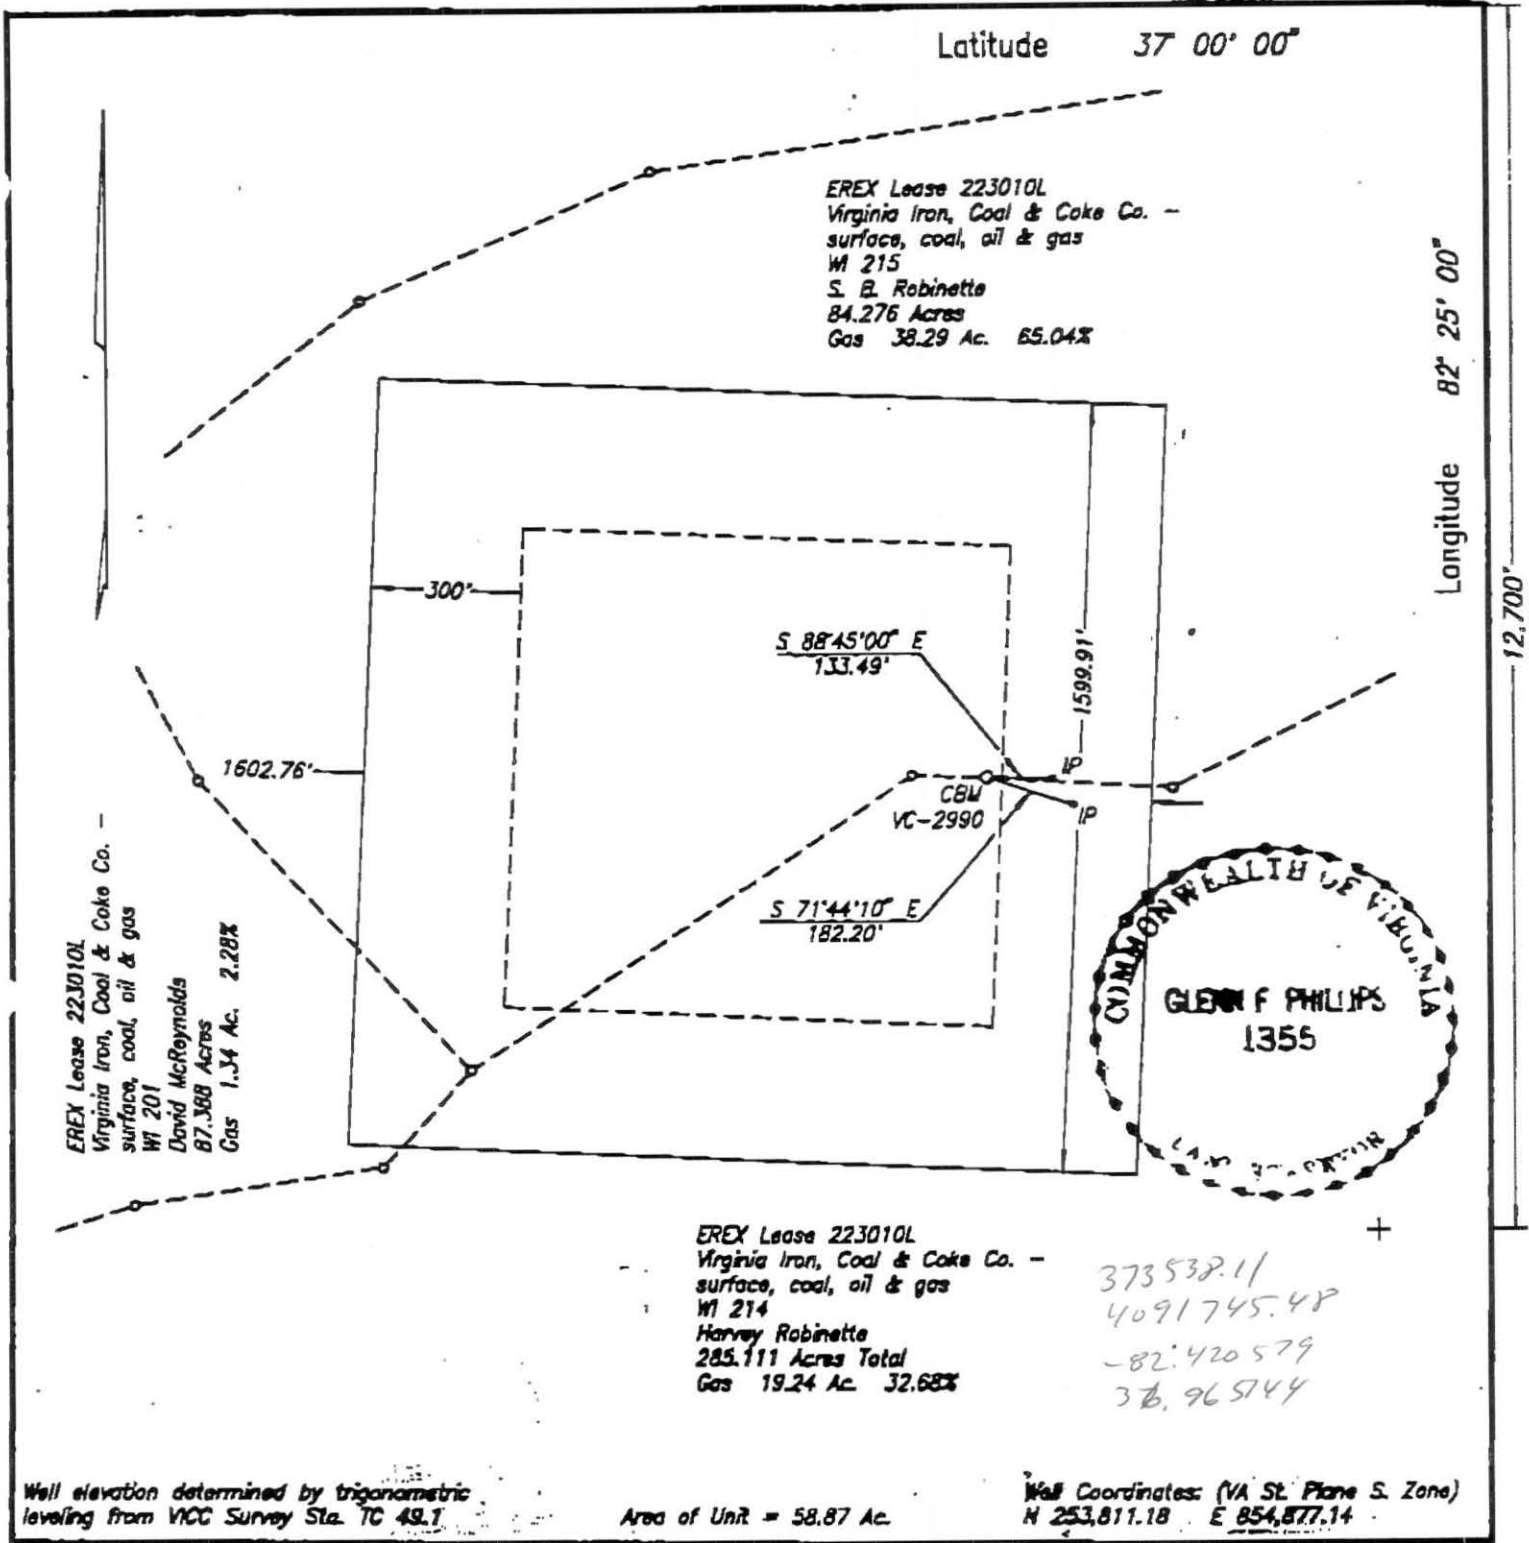 Latitude 37° 00' 00"
EREX Lease 223010L
Virginia Iron, Coal & Coke Co. -
surface, coal, oil & gas
WI 215
S. B. Robinette
84.276 Acres
Gas 38.29 Ac. 65.04%
Longitude 82° 25' 00"
12,700'
300'
S 88°45'00" E
133.49'
1599.91'
1602.76'
IP
CBM
VC-2990
IP
S 71°44'10" E
182.20'
EREX Lease 223010L
Virginia Iron, Coal & Coke Co. -
surface, coal, oil & gas
WI 201
David McReynolds
87.388 Acres
Gas 1.34 Ac. 2.28%
COMMONWEALTH OF VIRGINIA
GLENN F PHILLIPS
1355
EREX Lease 223010L
Virginia Iron, Coal & Coke Co. -
surface, coal, oil & gas
WI 214
Harvey Robinette
285.111 Acres Total
Gas 19.24 Ac. 32.68%
373538.11
4091745.48
-82.420579
36.965144
Well elevation determined by trigonometric
leveling from VICC Survey Sta. TC 49.1
Area of Unit = 58.87 Ac.
Well Coordinates: (VA St. Plane S. Zone)
N 253,811.18 E 854,877.14